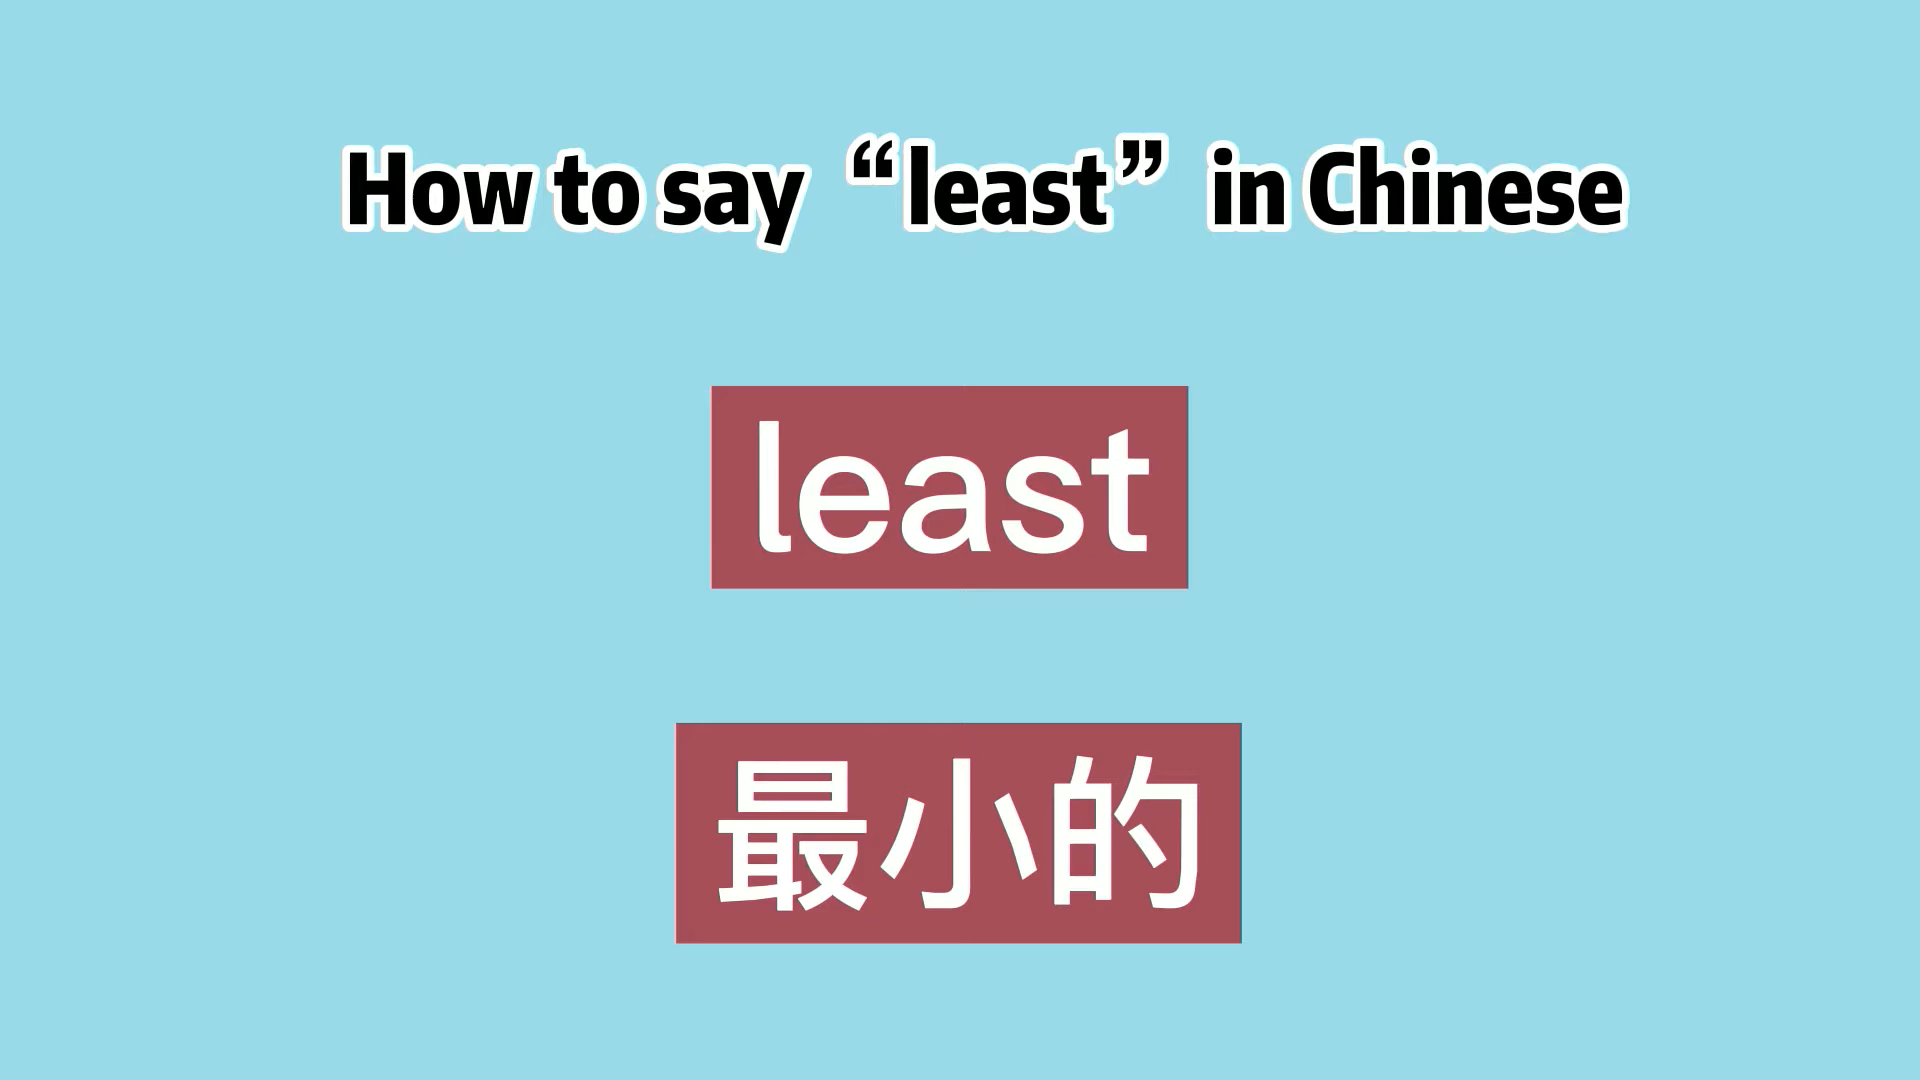 How to say “least” in Chinese
least
最小的